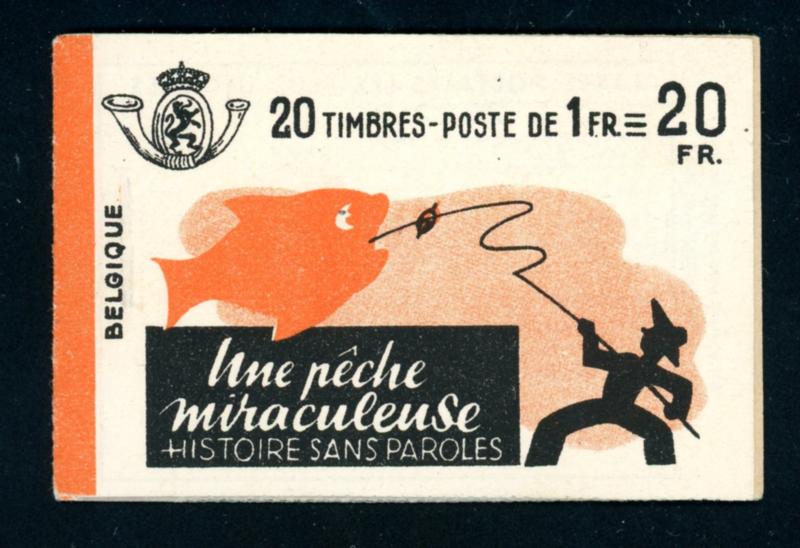 20 TIMBRES-POSTE DE 1 FR. ≡ 20 FR.
BELGIQUE
Une pêche
miraculeuse
HISTOIRE SANS PAROLES